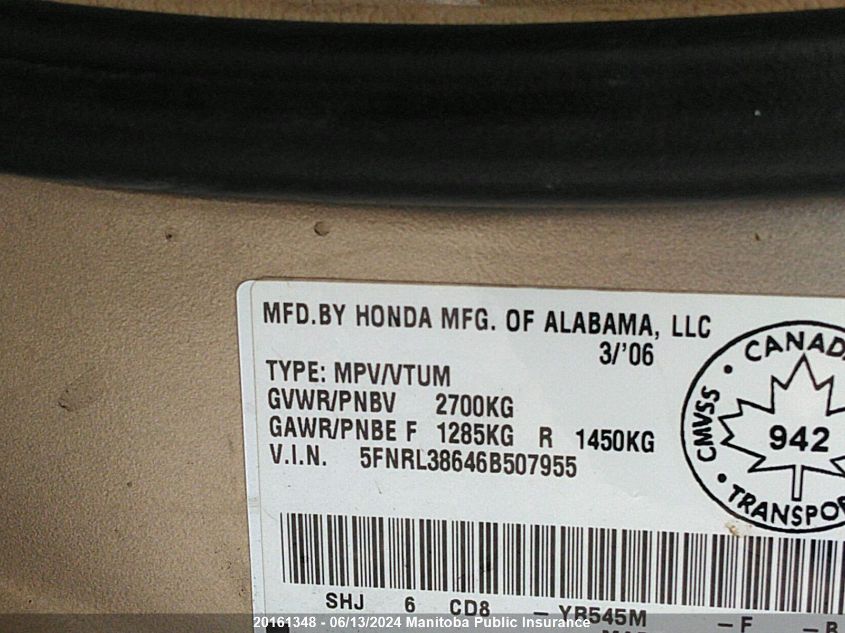 MFD.BY HONDA MFG. OF ALABAMA, LLC
3/'06
TYPE: MPV/VTUM
GVWR/PNBV 2700KG
GAWR/PNBE F 1285KG R 1450KG
V.I.N. 5FNRL38646B507955
CANADA
CMVSS
942
TRANSPO
SHJ 6 CD8 - YR545M - F - B
20161348 - 06/13/2024 Manitoba Public Insurance